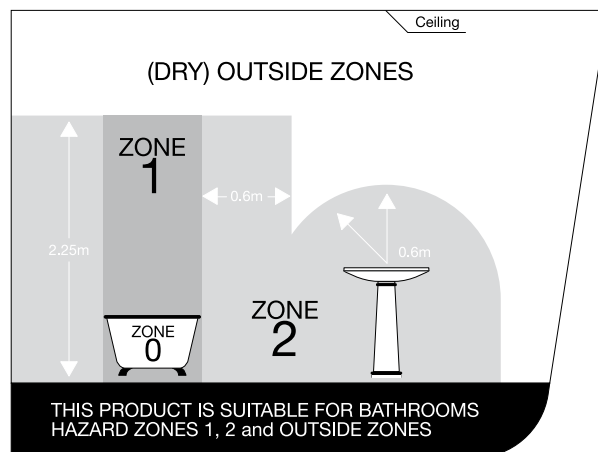 Ceiling
(DRY) OUTSIDE ZONES
ZONE
1
0.6m
2.25m
0.6m
ZONE
2
ZONE
0
THIS PRODUCT IS SUITABLE FOR BATHROOMS
HAZARD ZONES 1, 2 and OUTSIDE ZONES